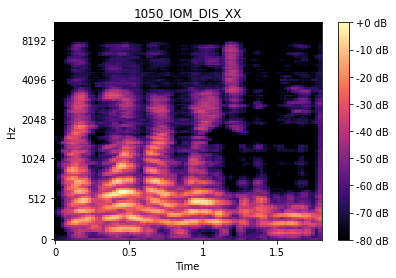 1050_IOM_DIS_XX
8192
4096
2048
1024
512
0
Hz
0
0.5
1
1.5
Time
+0 dB
-10 dB
-20 dB
-30 dB
-40 dB
-50 dB
-60 dB
-70 dB
-80 dB